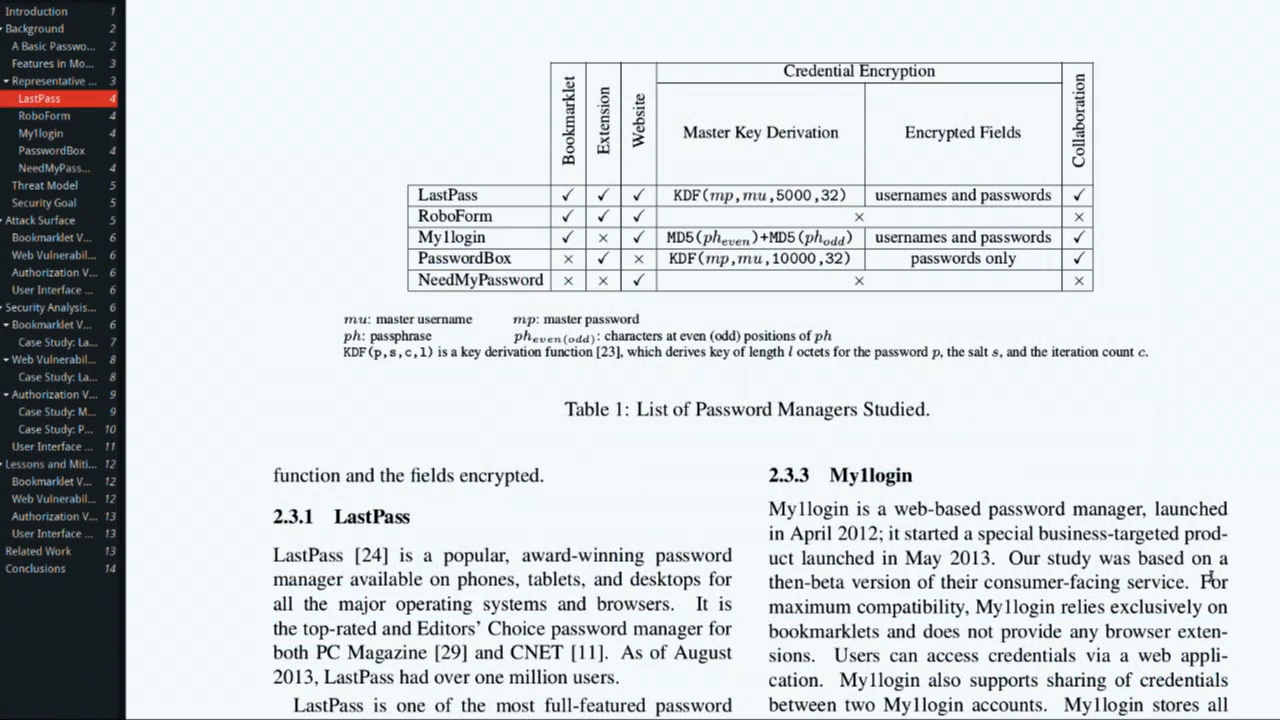 Introduction 1
Background 2
A Basic Passwo... 2
Features in Mo... 3
Representative ... 3
LastPass 4
RoboForm 4
My1login 4
PasswordBox 4
NeedMyPass... 4
Threat Model 5
Security Goal 5
Attack Surface 5
Bookmarklet V... 6
Web Vulnerabil... 6
Authorization V... 6
User Interface ... 6
Security Analysis... 6
Bookmarklet V... 6
Case Study: La... 7
Web Vulnerabil... 8
Case Study: La... 8
Authorization V... 9
Case Study: M... 9
Case Study: P... 10
User Interface ... 11
Lessons and Miti... 12
Bookmarklet V... 12
Web Vulnerabil... 12
Authorization V... 13
User Interface ... 13
Related Work 13
Conclusions 14
Bookmarklet Extension Website Credential Encryption Collaboration
Master Key Derivation Encrypted Fields
LastPass ✓ ✓ ✓ KDF(mp,mu,5000,32) usernames and passwords ✓
RoboForm ✓ ✓ ✓ × ×
My1login ✓ × ✓ MD5(pheven)+MD5(phodd) usernames and passwords ✓
PasswordBox × ✓ × KDF(mp,mu,10000,32) passwords only ✓
NeedMyPassword × × ✓ × ×
mu: master username mp: master password
ph: passphrase pheven(odd): characters at even (odd) positions of ph
KDF(p,s,c,l) is a key derivation function [23], which derives key of length l octets for the password p, the salt s, and the iteration count c.
Table 1: List of Password Managers Studied.
function and the fields encrypted.
2.3.1 LastPass
LastPass [24] is a popular, award-winning password
manager available on phones, tablets, and desktops for
all the major operating systems and browsers. It is
the top-rated and Editors' Choice password manager for
both PC Magazine [29] and CNET [11]. As of August
2013, LastPass had over one million users.
LastPass is one of the most full-featured password
2.3.3 My1login
My1login is a web-based password manager, launched
in April 2012; it started a special business-targeted prod-
uct launched in May 2013. Our study was based on a
then-beta version of their consumer-facing service. For
maximum compatibility, My1login relies exclusively on
bookmarklets and does not provide any browser exten-
sions. Users can access credentials via a web appli-
cation. My1login also supports sharing of credentials
between two My1login accounts. My1login stores all